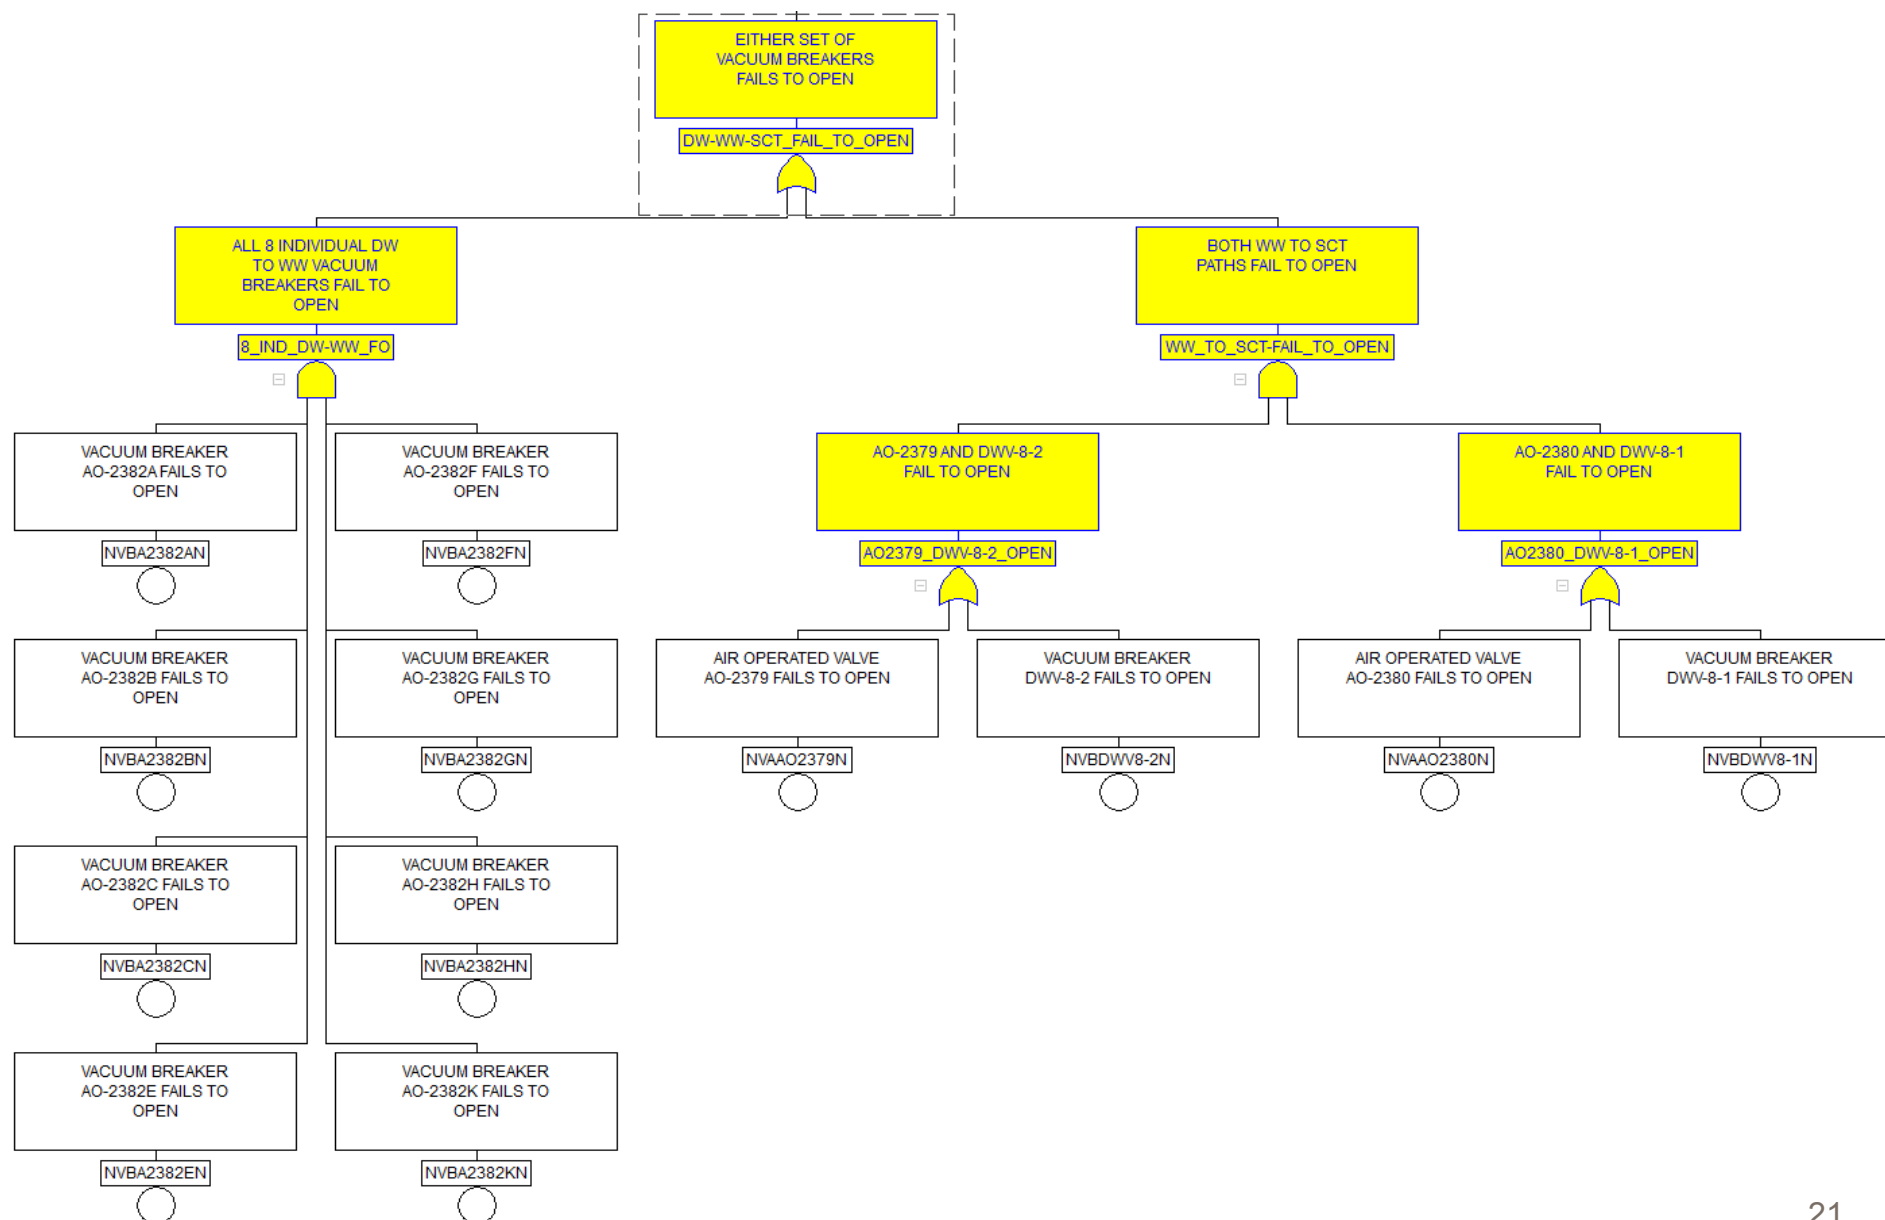 EITHER SET OF
VACUUM BREAKERS
FAILS TO OPEN
DW-WW-SCT_FAIL_TO_OPEN
ALL 8 INDIVIDUAL DW
TO WW VACUUM
BREAKERS FAIL TO
OPEN
8_IND_DW-WW_FO
BOTH WW TO SCT
PATHS FAIL TO OPEN
WW_TO_SCT-FAIL_TO_OPEN
VACUUM BREAKER
AO-2382A FAILS TO
OPEN
NVBA2382AN
VACUUM BREAKER
AO-2382F FAILS TO
OPEN
NVBA2382FN
AO-2379 AND DWV-8-2
FAIL TO OPEN
AO2379_DWV-8-2_OPEN
AO-2380 AND DWV-8-1
FAIL TO OPEN
AO2380_DWV-8-1_OPEN
VACUUM BREAKER
AO-2382B FAILS TO
OPEN
NVBA2382BN
VACUUM BREAKER
AO-2382G FAILS TO
OPEN
NVBA2382GN
AIR OPERATED VALVE
AO-2379 FAILS TO OPEN
NVAAO2379N
VACUUM BREAKER
DWV-8-2 FAILS TO OPEN
NVBDWV8-2N
AIR OPERATED VALVE
AO-2380 FAILS TO OPEN
NVAAO2380N
VACUUM BREAKER
DWV-8-1 FAILS TO OPEN
NVBDWV8-1N
VACUUM BREAKER
AO-2382C FAILS TO
OPEN
NVBA2382CN
VACUUM BREAKER
AO-2382H FAILS TO
OPEN
NVBA2382HN
VACUUM BREAKER
AO-2382E FAILS TO
OPEN
NVBA2382EN
VACUUM BREAKER
AO-2382K FAILS TO
OPEN
NVBA2382KN
21